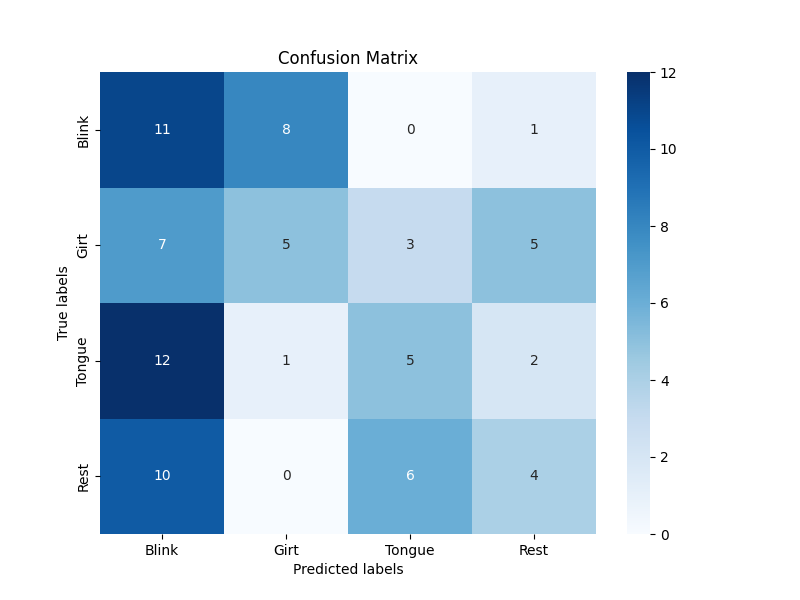 Confusion Matrix
True labels
Blink 11 8 0 1
Girt 7 5 3 5
Tongue 12 1 5 2
Rest 10 0 6 4
Blink Girt Tongue Rest
Predicted labels
12
10
8
6
4
2
0